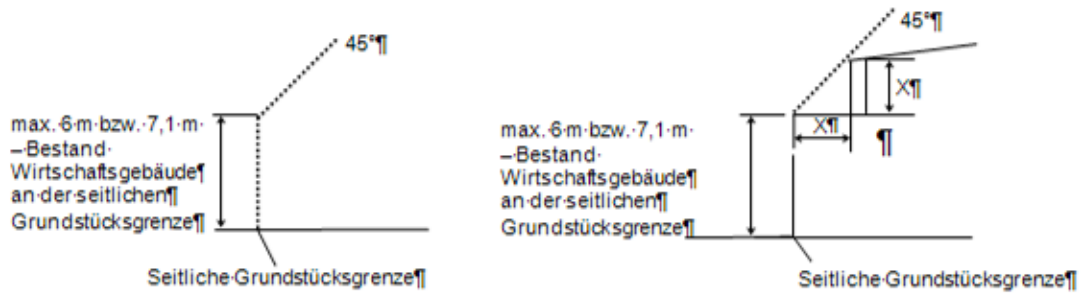 45°¶
max.·6·m·bzw.·7,1·m·
–·Bestand·
Wirtschaftsgebäude¶
an·der·seitlichen¶
Grundstücksgrenze¶
Seitliche·Grundstücksgrenze¶
45°¶
X¶
X¶
¶
max.·6·m·bzw.·7,1·m·
–·Bestand·
Wirtschaftsgebäude¶
an·der·seitlichen¶
Grundstücksgrenze¶
Seitliche·Grundstücksgrenze¶